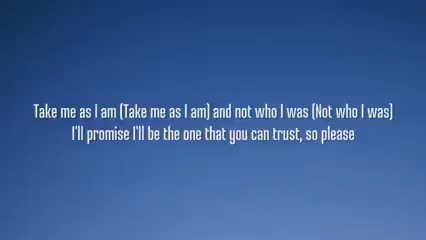 Take me as I am (Take me as I am) and not who I was (Not who I was)
I'll promise I'll be the one that you can trust, so please